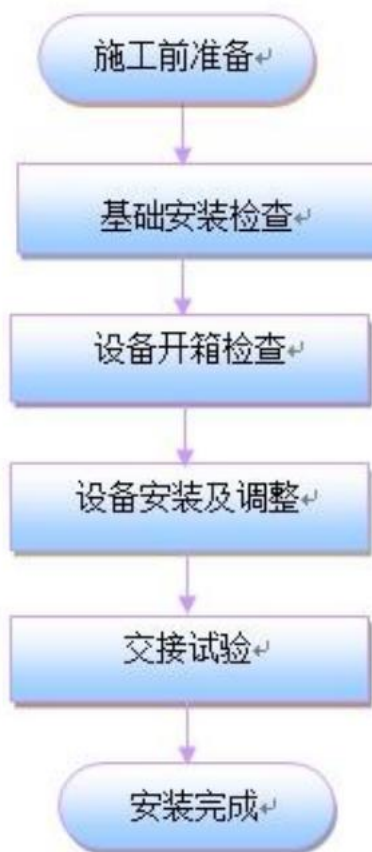 施工前准备
基础安装检查
设备开箱检查
设备安装及调整
交接试验
安装完成